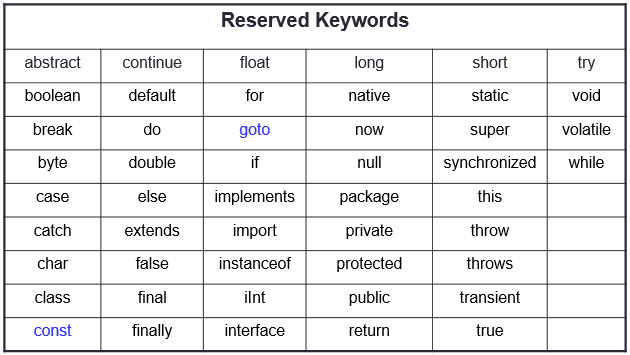 Reserved Keywords
abstract continue float long short try
boolean default for native static void
break do goto now super volatile
byte double if null synchronized while
case else implements package this
catch extends import private throw
char false instanceof protected throws
class final iInt public transient
const finally interface return true